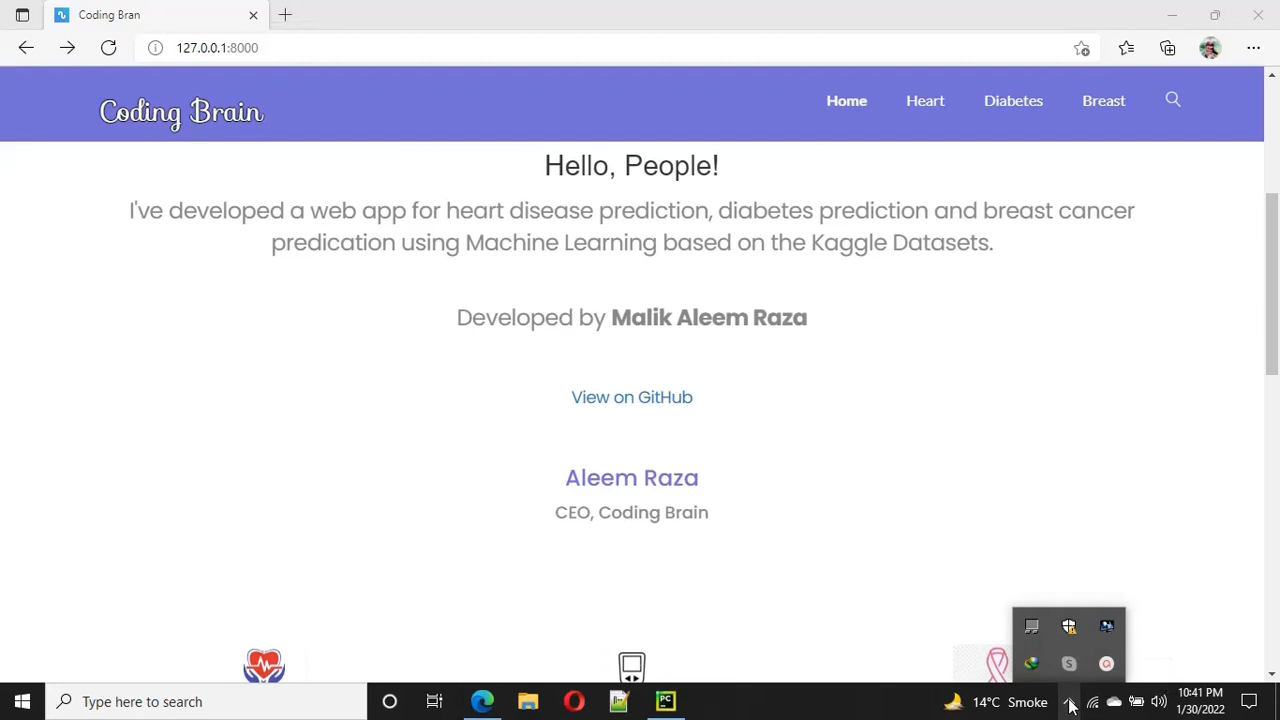 Coding Bran
127.0.0.1:8000
Coding Brain
Home
Heart
Diabetes
Breast
Hello, People!
I've developed a web app for heart disease prediction, diabetes prediction and breast cancer
predication using Machine Learning based on the Kaggle Datasets.
Developed by Malik Aleem Raza
View on GitHub
Aleem Raza
CEO, Coding Brain
Type here to search
PC
14°C Smoke
10:41 PM
1/30/2022